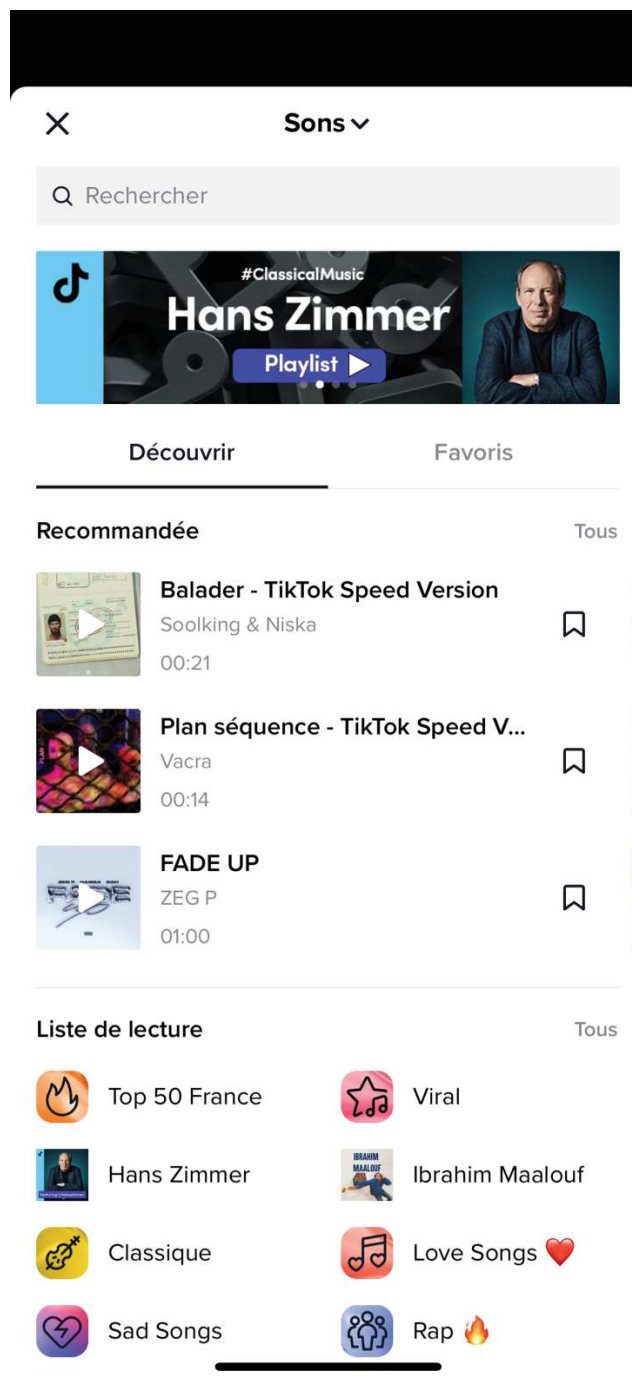 Sons
Rechercher
#ClassicalMusic
Hans Zimmer
Playlist
Découvrir
Favoris
Recommandée
Tous
Balader - TikTok Speed Version
Soolking & Niska
00:21
Plan séquence - TikTok Speed V...
Vacra
00:14
FADE UP
ZEG P
01:00
Liste de lecture
Tous
Top 50 France
Viral
Hans Zimmer
IBRAHIM
MAALOUF
Ibrahim Maalouf
Classique
Love Songs ❤️
Sad Songs
Rap 🔥